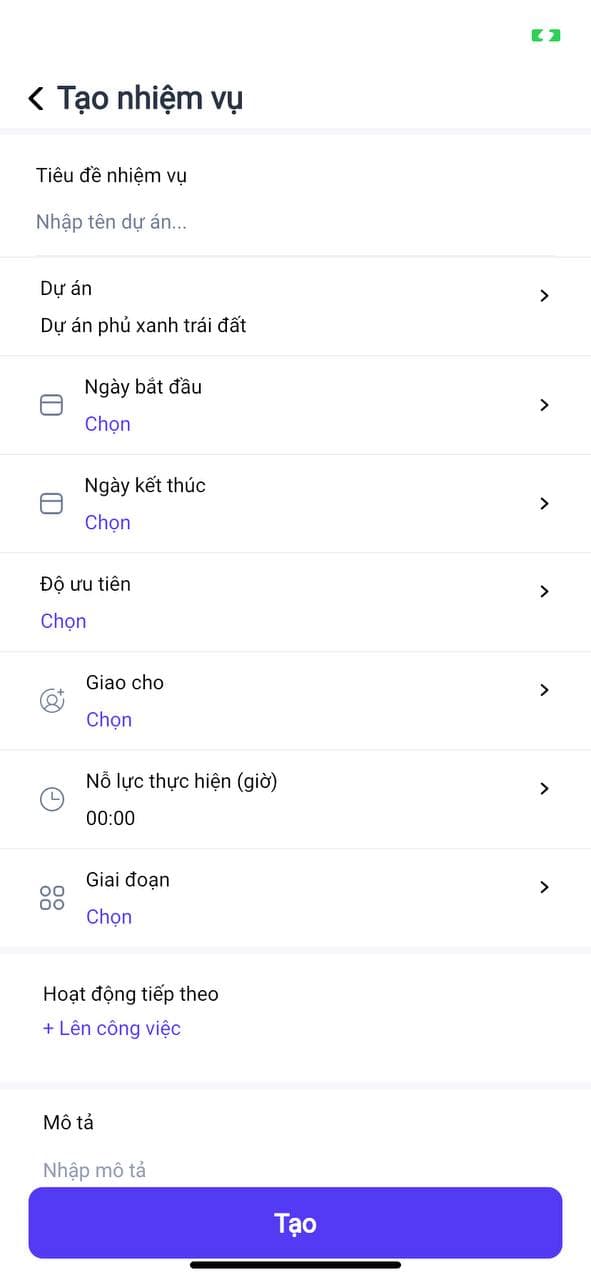 Tạo nhiệm vụ
Tiêu đề nhiệm vụ
Nhập tên dự án...
Dự án
Dự án phủ xanh trái đất
Ngày bắt đầu
Chọn
Ngày kết thúc
Chọn
Độ ưu tiên
Chọn
Giao cho
Chọn
Nỗ lực thực hiện (giờ)
00:00
Giai đoạn
Chọn
Hoạt động tiếp theo
+ Lên công việc
Mô tả
Nhập mô tả
Tạo